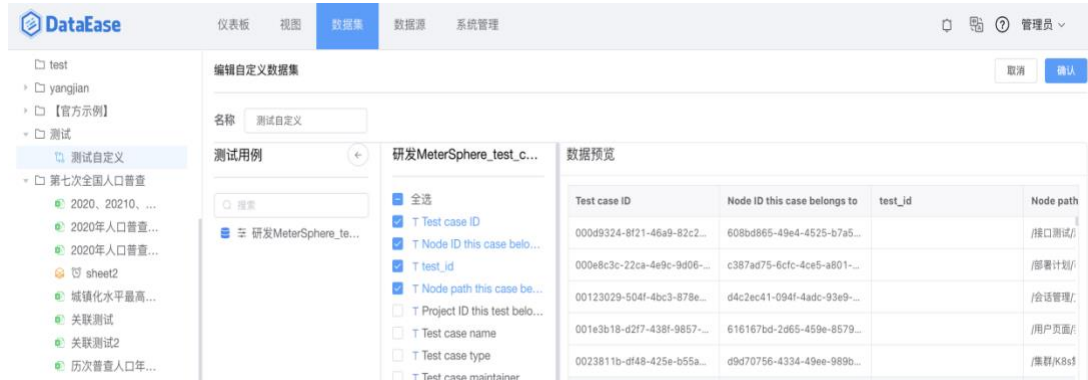 DataEase
仪表板 视图 数据集 数据源 系统管理 管理员
test
yangjian
【官方示例】
测试
测试自定义
第七次全国人口普查
2020、20210、...
2020年人口普查...
2020年人口普查...
sheet2
城镇化水平最高...
关联测试
关联测试2
历次普查人口年...
编辑自定义数据集
取消 确认
名称 测试自定义
测试用例
搜索
研发MeterSphere_te...
研发MeterSphere_test_c...
全选
T Test case ID
T Node ID this case belo...
T test_id
T Node path this case be...
T Project ID this test belo...
T Test case name
T Test case type
T Test case maintainer
数据预览
Test case ID Node ID this case belongs to test_id Node path
000d9324-8f21-46a9-82c2... 608bd865-49e4-4525-b7a5... /接口测试/
000e8c3c-22ca-4e9c-9d06-... c387ad75-6cfc-4ce5-a801-... /部署计划/
00123029-504f-4bc3-878e... d4c2ec41-094f-4adc-93e9-... /会话管理/
001e3b18-d2f7-438f-9857-... 616167bd-2d65-459e-8579... /用户页面/
0023811b-df48-425e-b55a... d9d70756-4334-49ee-989b... /集群/K8s